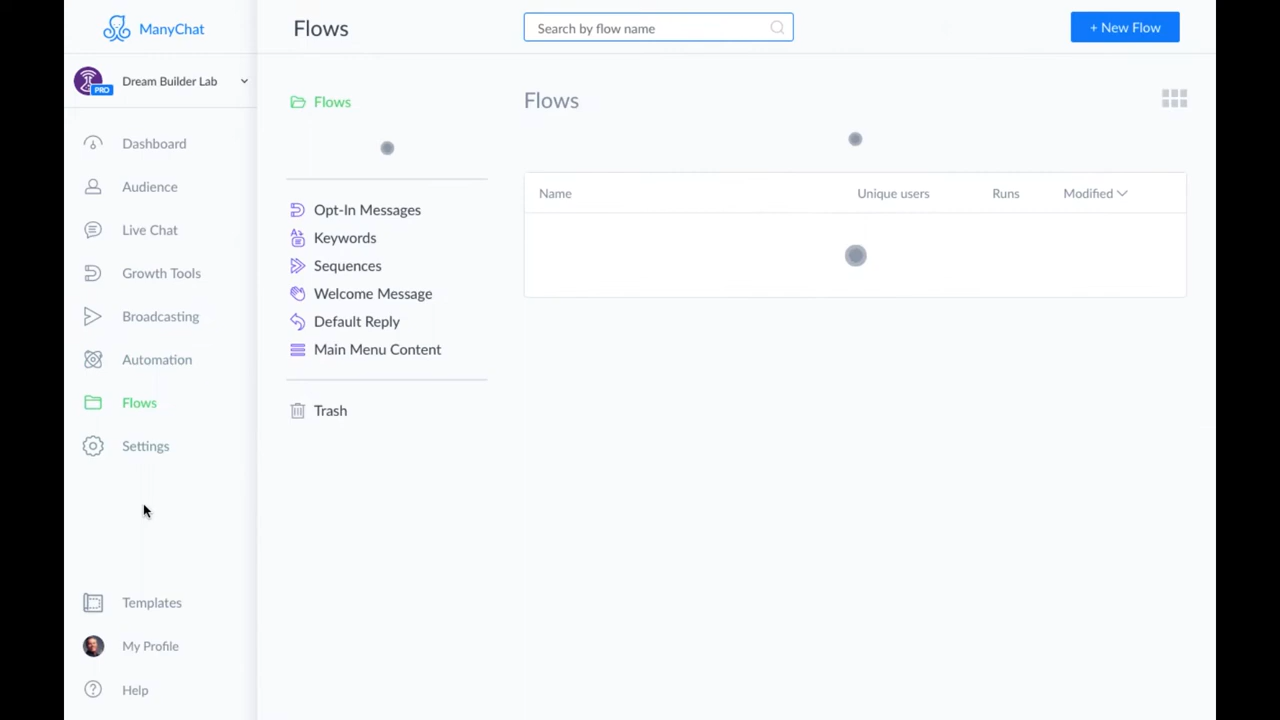 ManyChat
Flows
Search by flow name
+ New Flow
Dream Builder Lab
PRO
Dashboard
Audience
Live Chat
Growth Tools
Broadcasting
Automation
Flows
Settings
Templates
My Profile
Help
Flows
Opt-In Messages
Keywords
Sequences
Welcome Message
Default Reply
Main Menu Content
Trash
Flows
Name Unique users Runs Modified